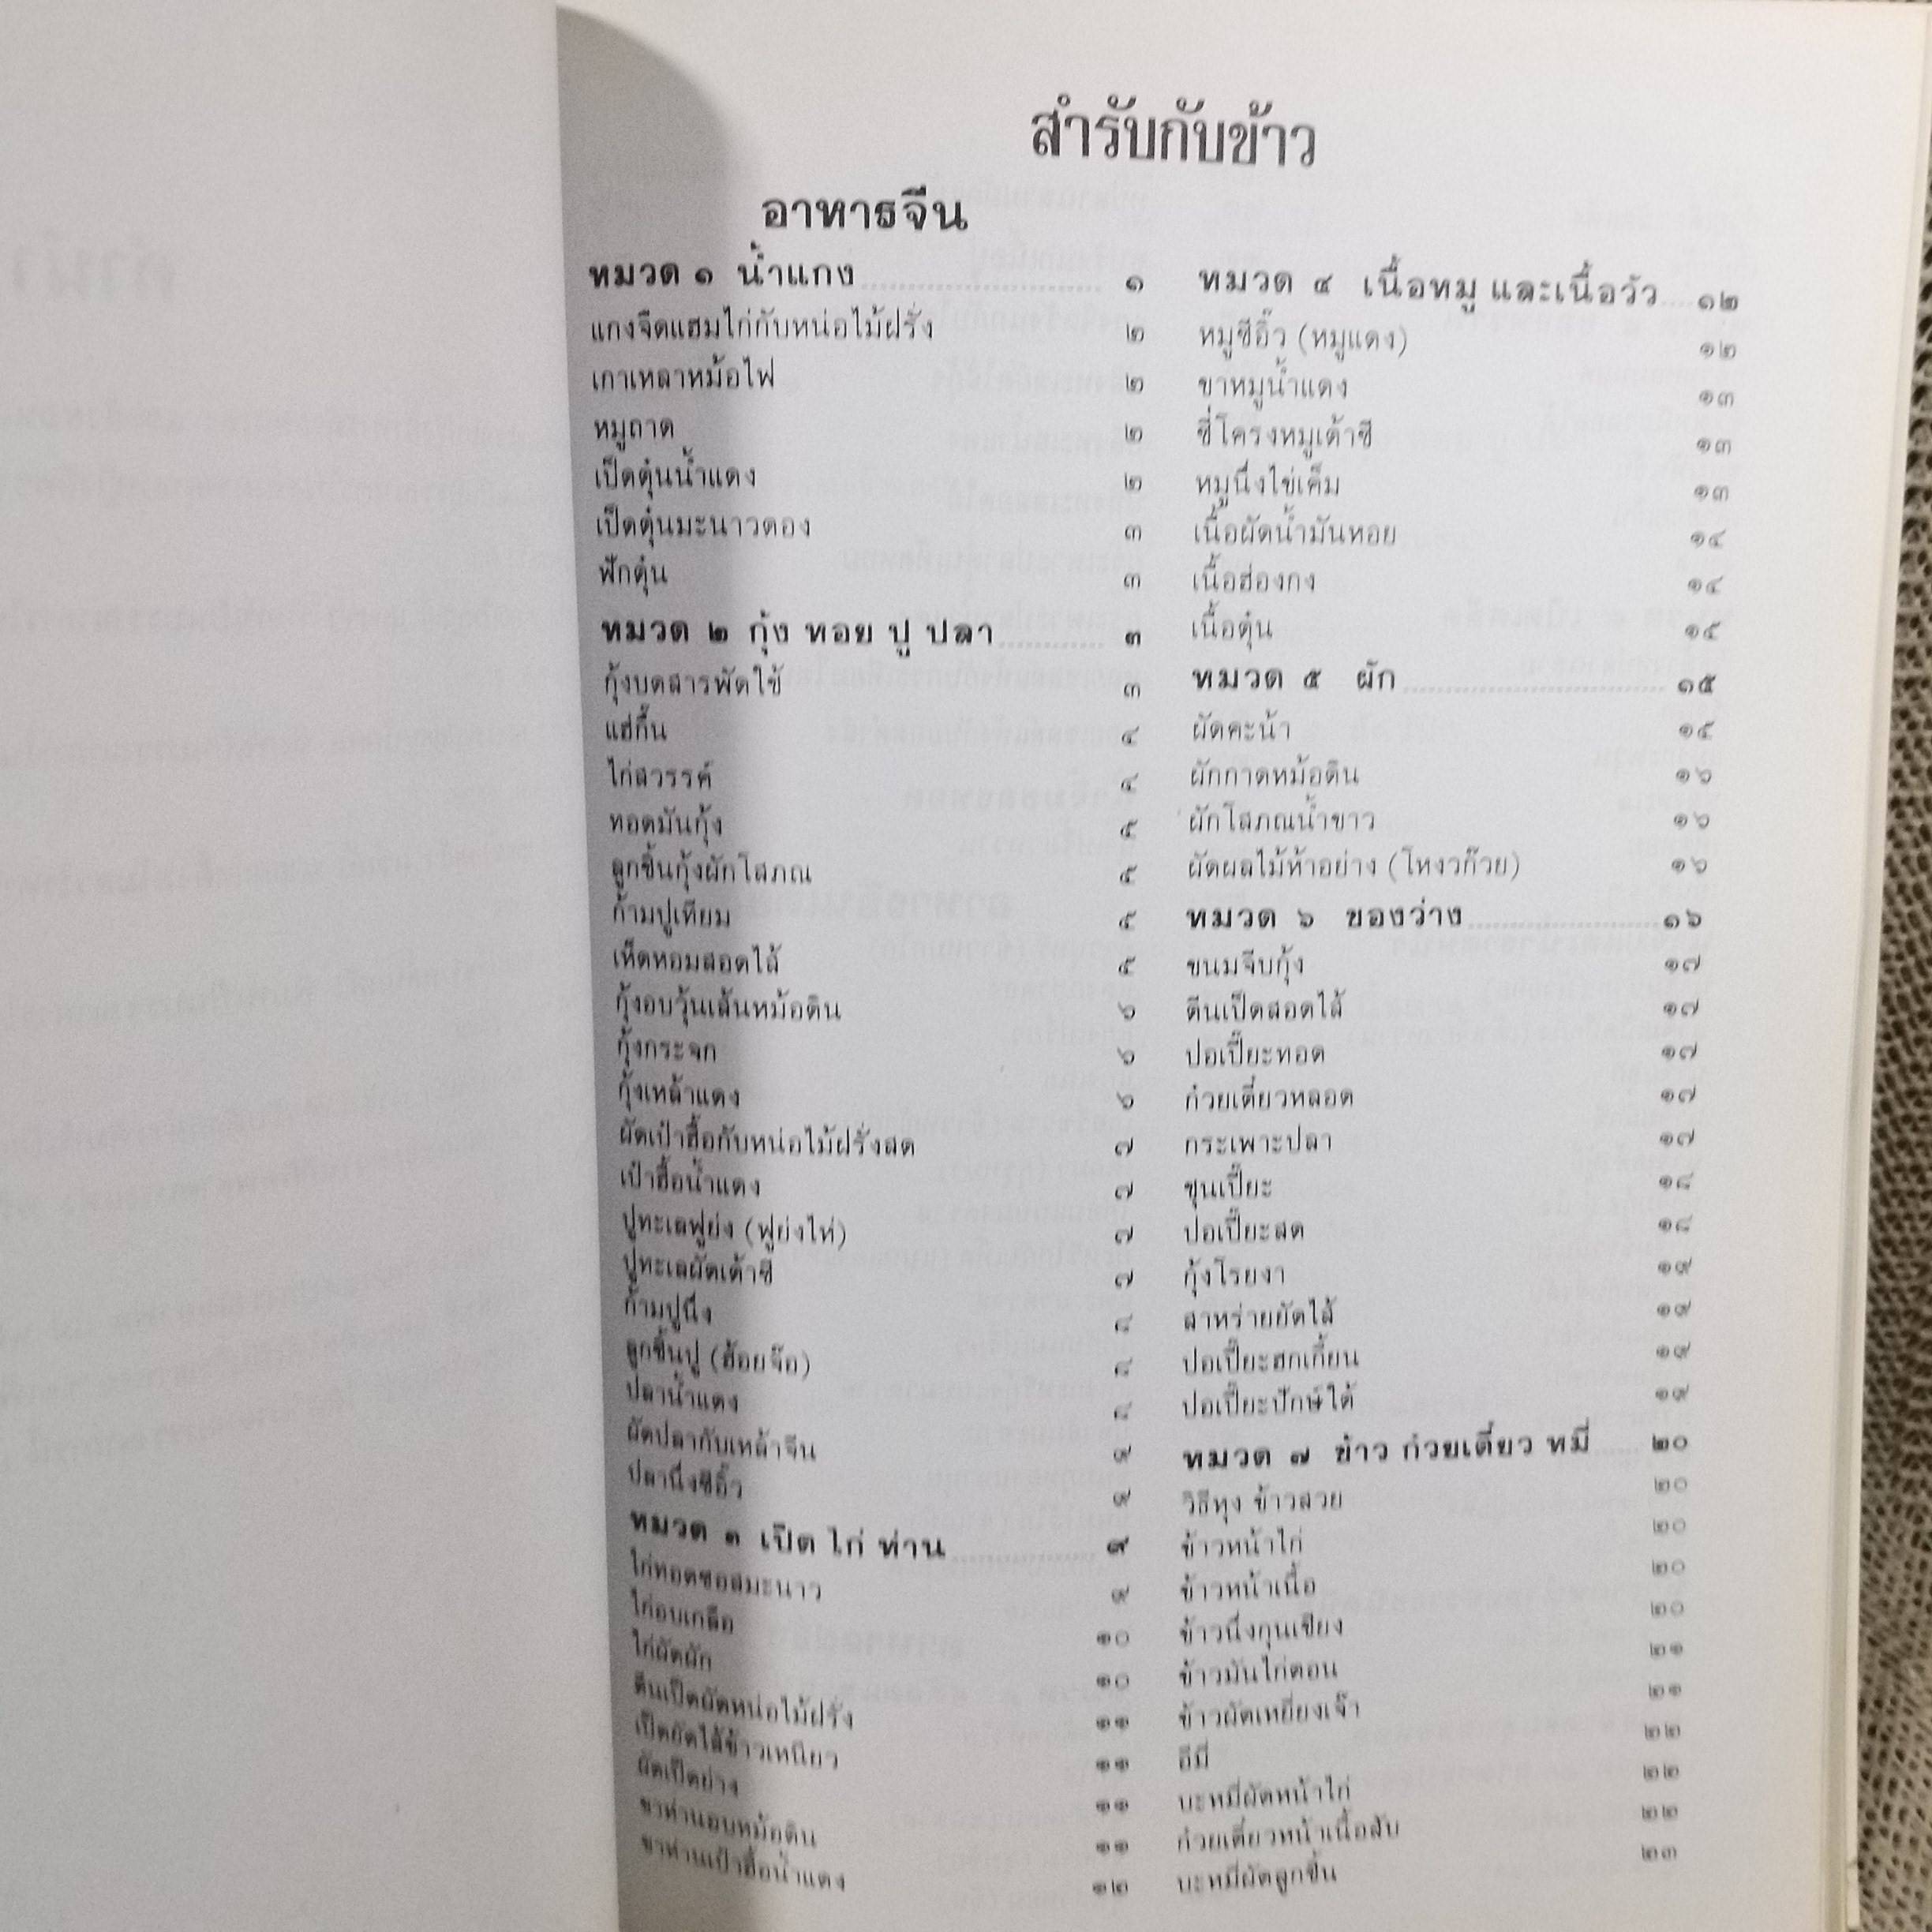 สำรับกับข้าว
อาหารจีน
หมวด ๑ น้ำแกง ๑
แกงจืดแฮมไก่กับหน่อไม้ฝรั่ง ๒
เกาเหลาหม้อไฟ ๒
หมูถาด ๒
เป็ดตุ๋นน้ำแดง ๒
เป็ดตุ๋นมะนาวดอง ๓
ฟักตุ๋น ๓
หมวด ๒ กุ้ง หอย ปู ปลา ๓
กุ้งบดสารพัดใช้ ๓
แฮ่กึ๊น ๔
ไก่สวรรค์ ๔
ทอดมันกุ้ง ๕
ลูกชิ้นกุ้งผักโสภณ ๕
ก้ามปูเทียม ๕
เห็ดหอมสอดไส้ ๕
กุ้งอบวุ้นเส้นหม้อดิน ๖
กุ้งกระจก ๖
กุ้งเหล้าแดง ๖
ผัดเป๋าฮื้อกับหน่อไม้ฝรั่งสด ๗
เป๋าฮื้อน้ำแดง ๗
ปูทะเลฟูย่ง (ฟูย่งไห่) ๗
ปูทะเลผัดเต้าซี่ ๗
ก้ามปูนึ่ง ๘
ลูกชิ้นปู (ฮ้อยจ๊อ) ๘
ปลาน้ำแดง ๘
ผัดปลากับเหล้าจีน ๙
ปลานึ่งซีอิ๊ว ๙
หมวด ๓ เป็ด ไก่ ห่าน ๙
ไก่ทอดซอสมะนาว ๙
ไก่อบเกลือ ๑๐
ไก่ผัดผัก ๑๐
ตีนเป็ดผัดหน่อไม้ฝรั่ง ๑๑
เป็ดยัดไส้ข้าวเหนียว ๑๑
ผัดเป็ดย่าง ๑๑
ขาห่านอบหม้อดิน ๑๑
ขาห่านเป๋าฮื้อน้ำแดง ๑๒
หมวด ๔ เนื้อหมู และเนื้อวัว ๑๒
หมูซีอิ๊ว (หมูแดง) ๑๒
ขาหมูน้ำแดง ๑๓
ซี่โครงหมูเต้าซี ๑๓
หมูนึ่งไข่เค็ม ๑๓
เนื้อผัดน้ำมันหอย ๑๔
เนื้อฮ่องกง ๑๔
เนื้อตุ๋น ๑๕
หมวด ๕ ผัก ๑๕
ผัดคะน้า ๑๕
ผักกาดหม้อดิน ๑๖
ผักโสภณน้ำขาว ๑๖
ผัดผลไม้ห้าอย่าง (โหงวก๊วย) ๑๖
หมวด ๖ ของว่าง ๑๖
ขนมจีบกุ้ง ๑๗
ตีนเป็ดสอดไส้ ๑๗
ปอเปี๊ยะทอด ๑๗
ก๋วยเตี๋ยวหลอด ๑๗
กระเพาะปลา ๑๗
ชุนเปี๊ยะ ๑๘
ปอเปี๊ยะสด ๑๘
กุ้งโรยงา ๑๙
สาหร่ายยัดไส้ ๑๙
ปอเปี๊ยะฮกเกี้ยน ๑๙
ปอเปี๊ยะปักษ์ใต้ ๑๙
หมวด ๗ ข้าว ก๋วยเตี๋ยว หมี่ ๒๐
วิธีหุง ข้าวสวย ๒๐
ข้าวหน้าไก่ ๒๐
ข้าวหน้าเนื้อ ๒๐
ข้าวนึ่งกุนเชียง ๒๐
ข้าวมันไก่ตอน ๒๑
ข้าวผัดเหยี่ยงเจ๊า ๒๑
อีมี่ ๒๒
บะหมี่ผัดหน้าไก่ ๒๒
ก๋วยเตี๋ยวหน้าเนื้อสับ ๒๒
บะหมี่ผัดลูกชิ้น ๒๓